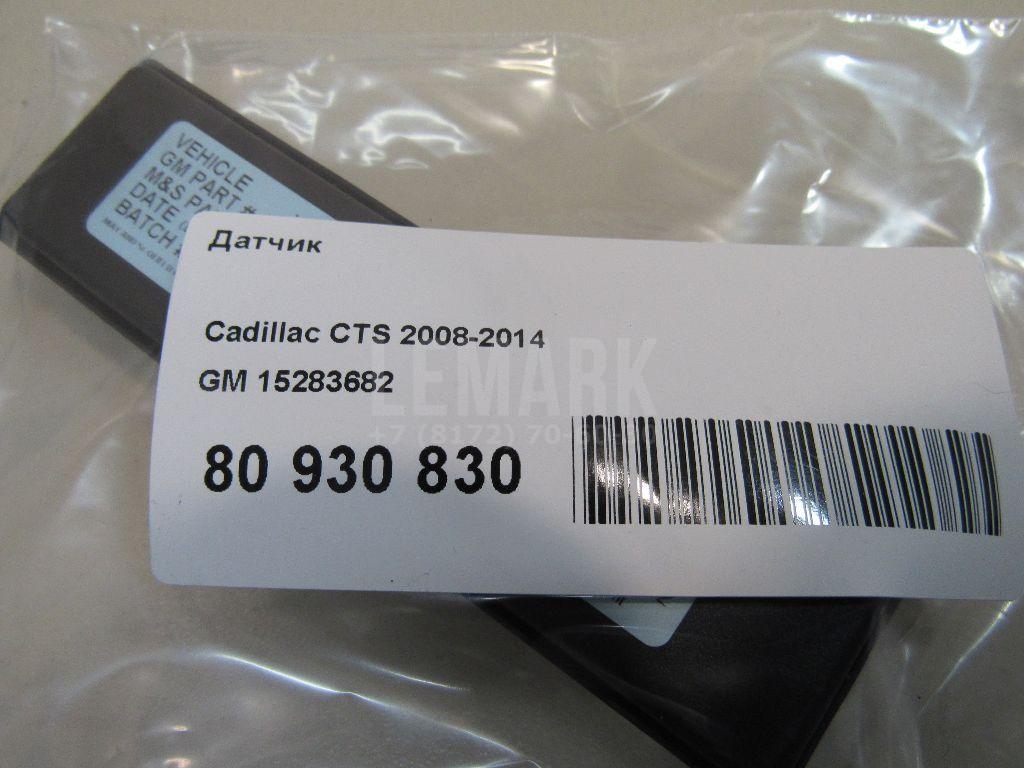 VEHICLE
GM PART #
M&S PA
DATE
BATCH
Датчик
Cadillac CTS 2008-2014
GM 15283682
LEMARK
80 930 830